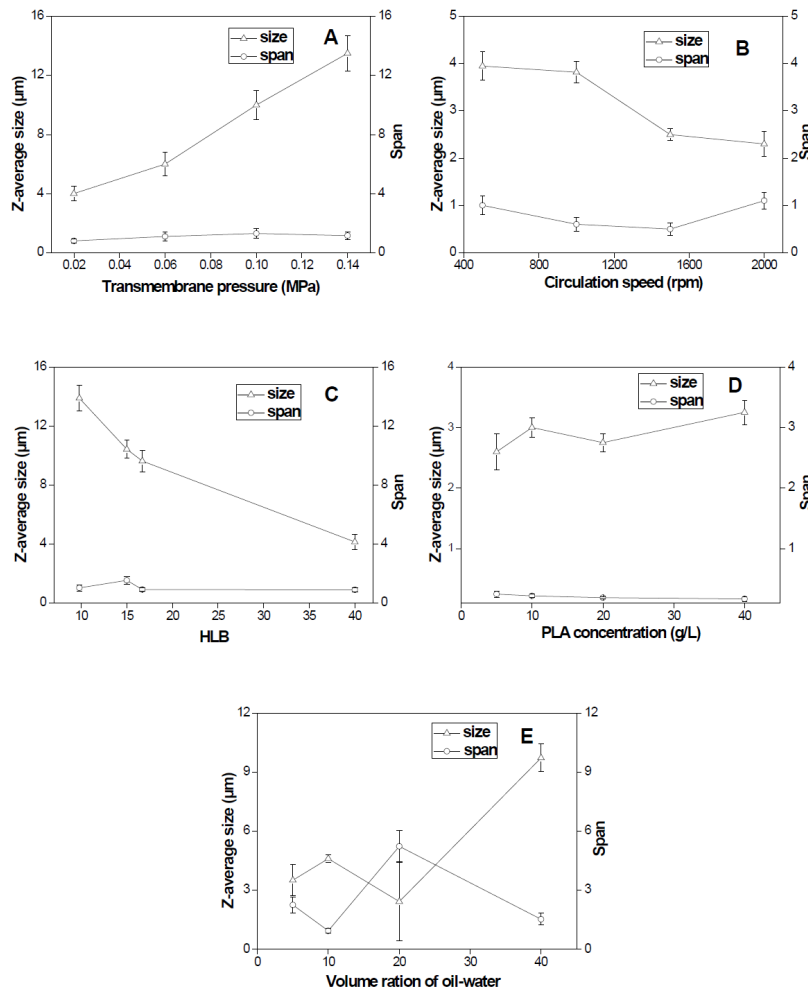 A
size
span
Z-average size (μm)
Span
16
12
8
4
0
16
12
8
4
0
0.02 0.04 0.06 0.08 0.10 0.12 0.14
Transmembrane pressure (MPa)
B
size
span
Z-average size (μm)
Span
5
4
3
2
1
0
5
4
3
2
1
0
400 800 1200 1600 2000
Circulation speed (rpm)
C
size
span
Z-average size (μm)
Span
16
12
8
4
0
16
12
8
4
0
10 15 20 25 30 35 40
HLB
D
size
span
Z-average size (μm)
Span
4
3
2
1
4
3
2
1
0 10 20 30 40
PLA concentration (g/L)
E
size
span
Z-average size (μm)
Span
12
9
6
3
0
12
9
6
3
0
0 10 20 30 40
Volume ration of oil-water